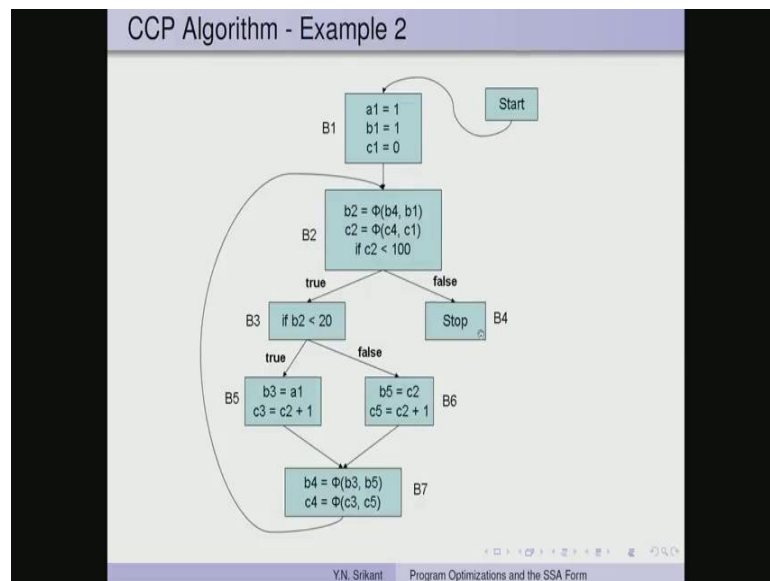 CCP Algorithm - Example 2
Start
B1
a1 = 1
b1 = 1
c1 = 0
B2
b2 = Φ(b4, b1)
c2 = Φ(c4, c1)
if c2 < 100
true
false
B3
if b2 < 20
Stop
B4
true
false
B5
b3 = a1
c3 = c2 + 1
b5 = c2
c5 = c2 + 1
B6
b4 = Φ(b3, b5)
c4 = Φ(c3, c5)
B7
Y.N. Srikant
Program Optimizations and the SSA Form